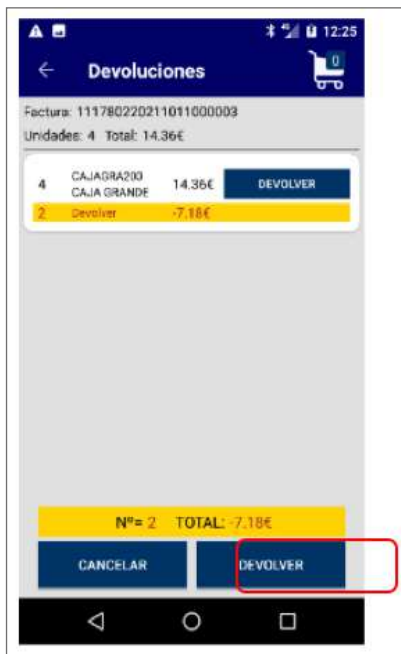 12:25
Devoluciones
0
Factura: 11178022021101100003
Unidades: 4 Total: 14.36€
4 CAJAGRA200 14.36€ DEVOLVER
CAJA GRANDE
2 Devolver -7.18€
Nº= 2 TOTAL: -7.18€
CANCELAR DEVOLVER